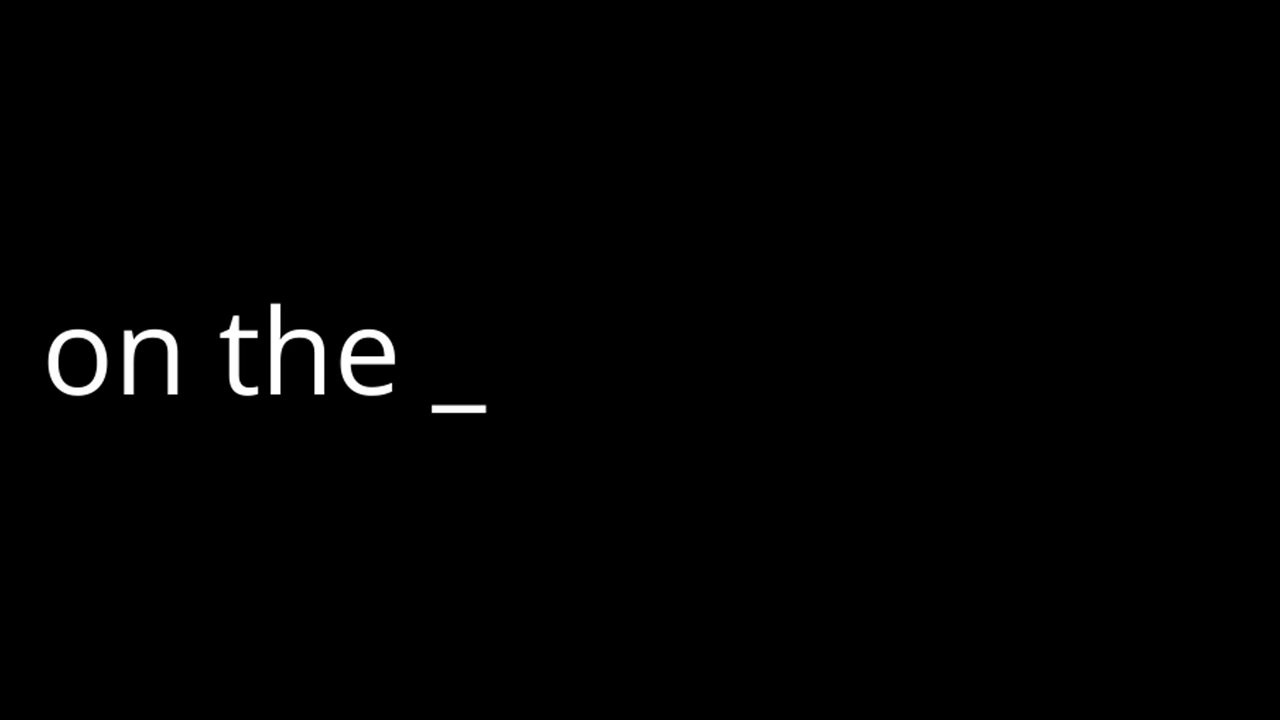 on the _